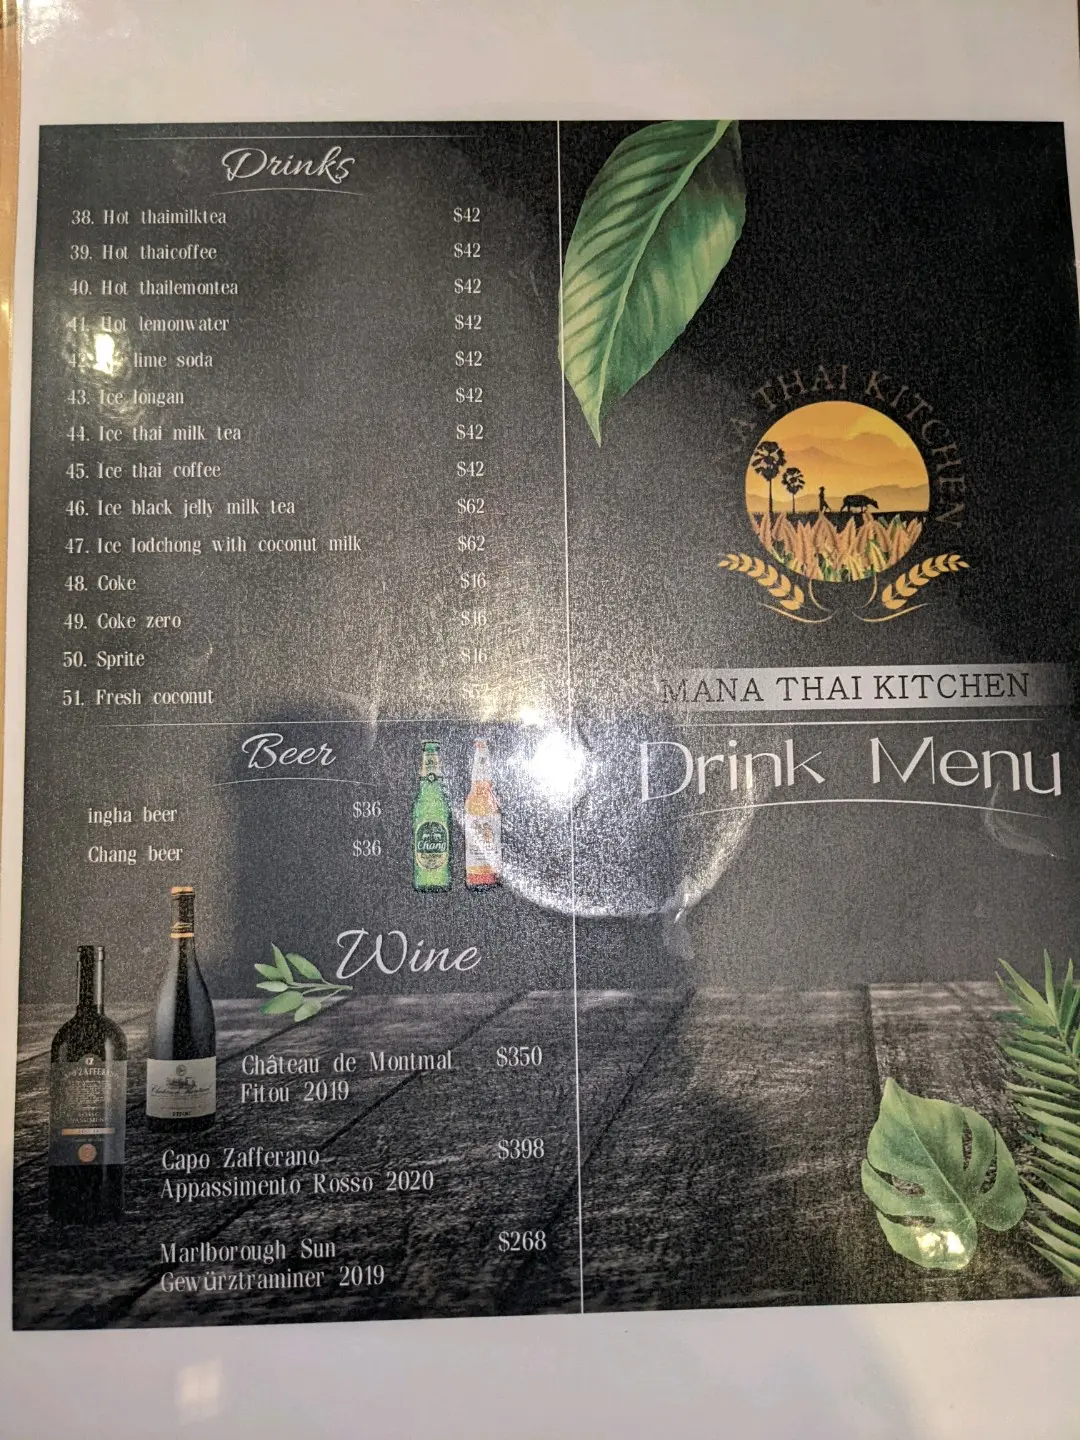 Drinks
38. Hot thaimilktea $42
39. Hot thaicoffee $42
40. Hot thailemontea $42
41. Hot lemonwater $42
42. lime soda $42
43. Ice longan $42
44. Ice thai milk tea $42
45. Ice thai coffee $42
46. Ice black jelly milk tea $62
47. Ice lodchong with coconut milk $62
48. Coke $16
49. Coke zero $16
50. Sprite $16
51. Fresh coconut
Beer
ingha beer $36
Chang beer $36
Chang
Wine
Château de Montmal $350
Fitou 2019
Capo Zafferano $398
Appassimento Rosso 2020
Marlborough Sun $268
Gewürztraminer 2019
THAI KITCHEN
MANA THAI KITCHEN
Drink Menu